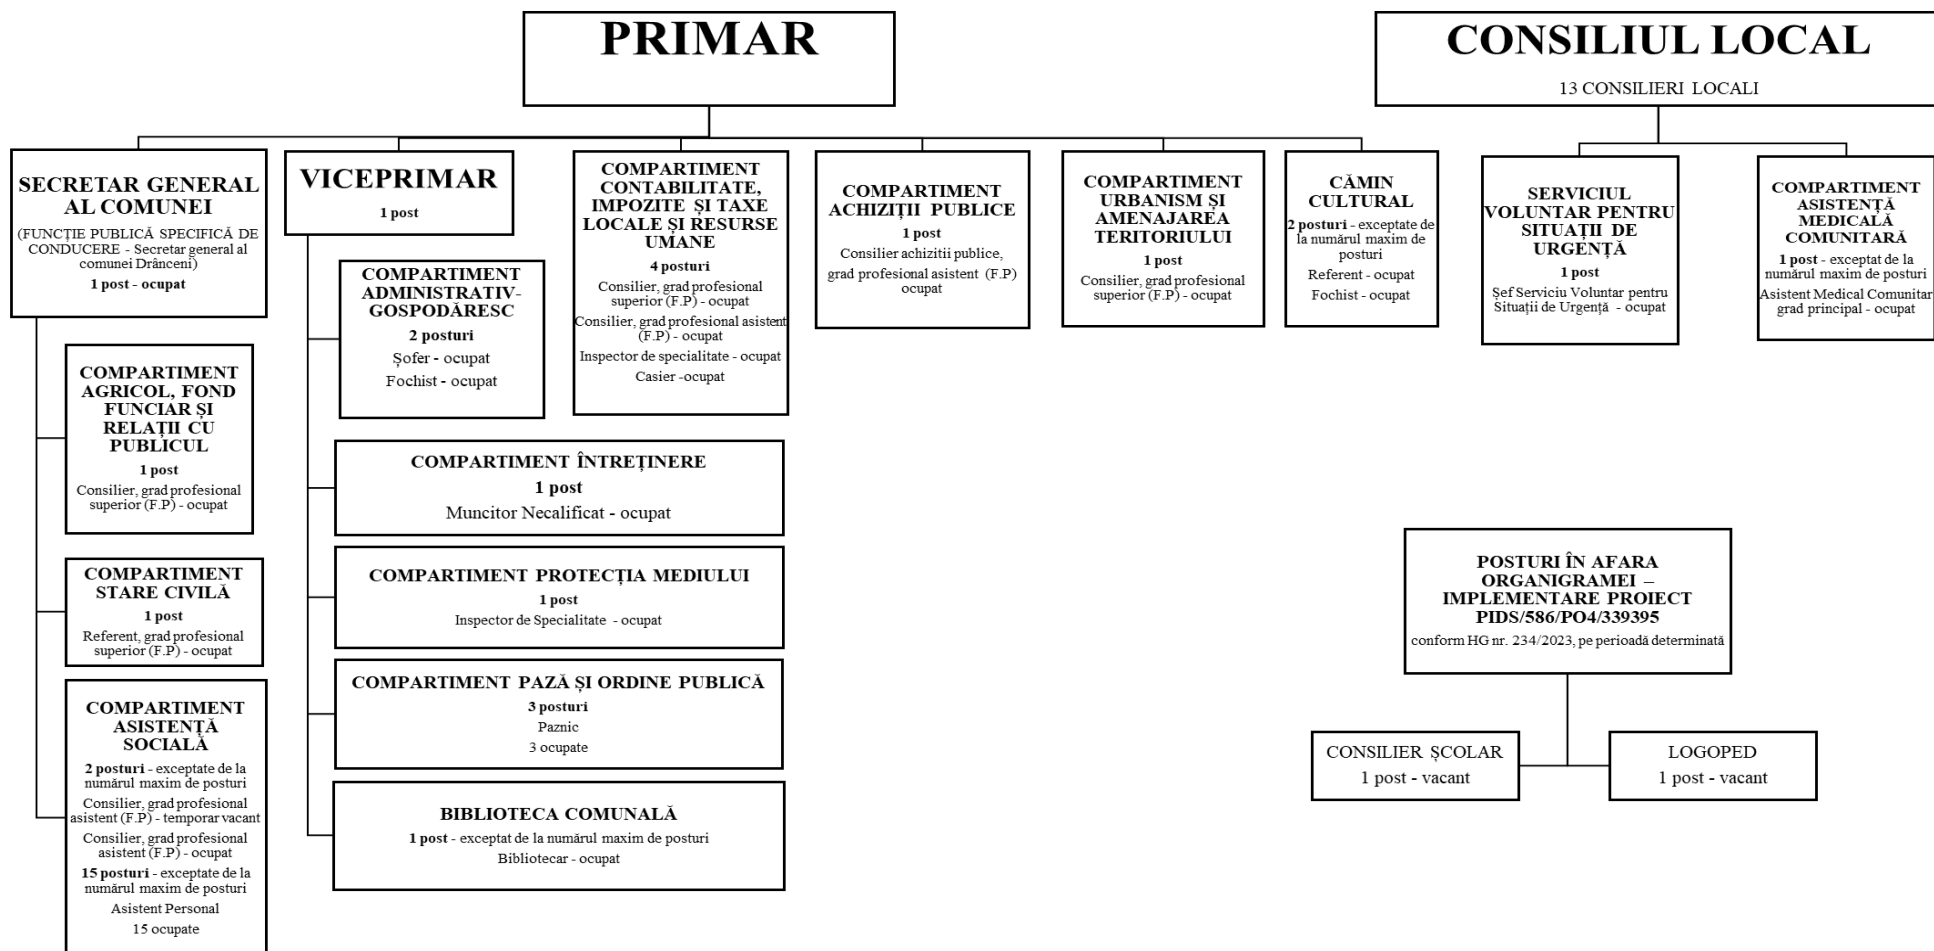 PRIMAR
CONSILIUL LOCAL
13 CONSILIERI LOCALI
SECRETAR GENERAL
AL COMUNEI
(FUNCȚIE PUBLICĂ SPECIFICĂ DE
CONDUCERE - Secretar general al
comunei Drânceni)
1 post - ocupat
COMPARTIMENT
AGRICOL, FOND
FUNCIAR ȘI
RELAȚII CU
PUBLICUL
1 post
Consilier, grad profesional
superior (F.P) - ocupat
COMPARTIMENT
STARE CIVILĂ
1 post
Referent, grad profesional
superior (F.P) - ocupat
COMPARTIMENT
ASISTENȚĂ
SOCIALĂ
2 posturi - exceptate de la
numărul maxim de posturi
Consilier, grad profesional
asistent (F.P) - temporar vacant
Consilier, grad profesional
asistent (F.P) - ocupat
15 posturi - exceptate de la
numărul maxim de posturi
Asistent Personal
15 ocupate
VICEPRIMAR
1 post
COMPARTIMENT
ADMINISTRATIV-
GOSPODĂRESC
2 posturi
Șofer - ocupat
Fochist - ocupat
COMPARTIMENT ÎNTREȚINERE
1 post
Muncitor Necalificat - ocupat
COMPARTIMENT PROTECȚIA MEDIULUI
1 post
Inspector de Specialitate - ocupat
COMPARTIMENT PAZĂ ȘI ORDINE PUBLICĂ
3 posturi
Paznic
3 ocupate
BIBLIOTECA COMUNALĂ
1 post - exceptat de la numărul maxim de posturi
Bibliotecar - ocupat
COMPARTIMENT
CONTABILITATE,
IMPOZITE ȘI TAXE
LOCALE ȘI RESURSE
UMANE
4 posturi
Consilier, grad profesional
superior (F.P) - ocupat
Consilier, grad profesional asistent
(F.P) - ocupat
Inspector de specialitate - ocupat
Casier -ocupat
COMPARTIMENT
ACHIZIȚII PUBLICE
1 post
Consilier achizitii publice,
grad profesional asistent (F.P)
ocupat
COMPARTIMENT
URBANISM ȘI
AMENAJAREA
TERITORIULUI
1 post
Consilier, grad profesional
superior (F.P) - ocupat
CĂMIN
CULTURAL
2 posturi - exceptate de
la numărul maxim de
posturi
Referent - ocupat
Fochist - ocupat
SERVICIUL
VOLUNTAR PENTRU
SITUAȚII DE
URGENȚĂ
1 post
Șef Serviciu Voluntar pentru
Situații de Urgență - ocupat
COMPARTIMENT
ASISTENȚĂ
MEDICALĂ
COMUNITARĂ
1 post - exceptat de la
numărul maxim de posturi
Asistent Medical Comunitar
grad principal - ocupat
POSTURI ÎN AFARA
ORGANIGRAMEI –
IMPLEMENTARE PROIECT
PIDS/586/PO4/339395
conform HG nr. 234/2023, pe perioadă determinată
CONSILIER ȘCOLAR
1 post - vacant
LOGOPED
1 post - vacant